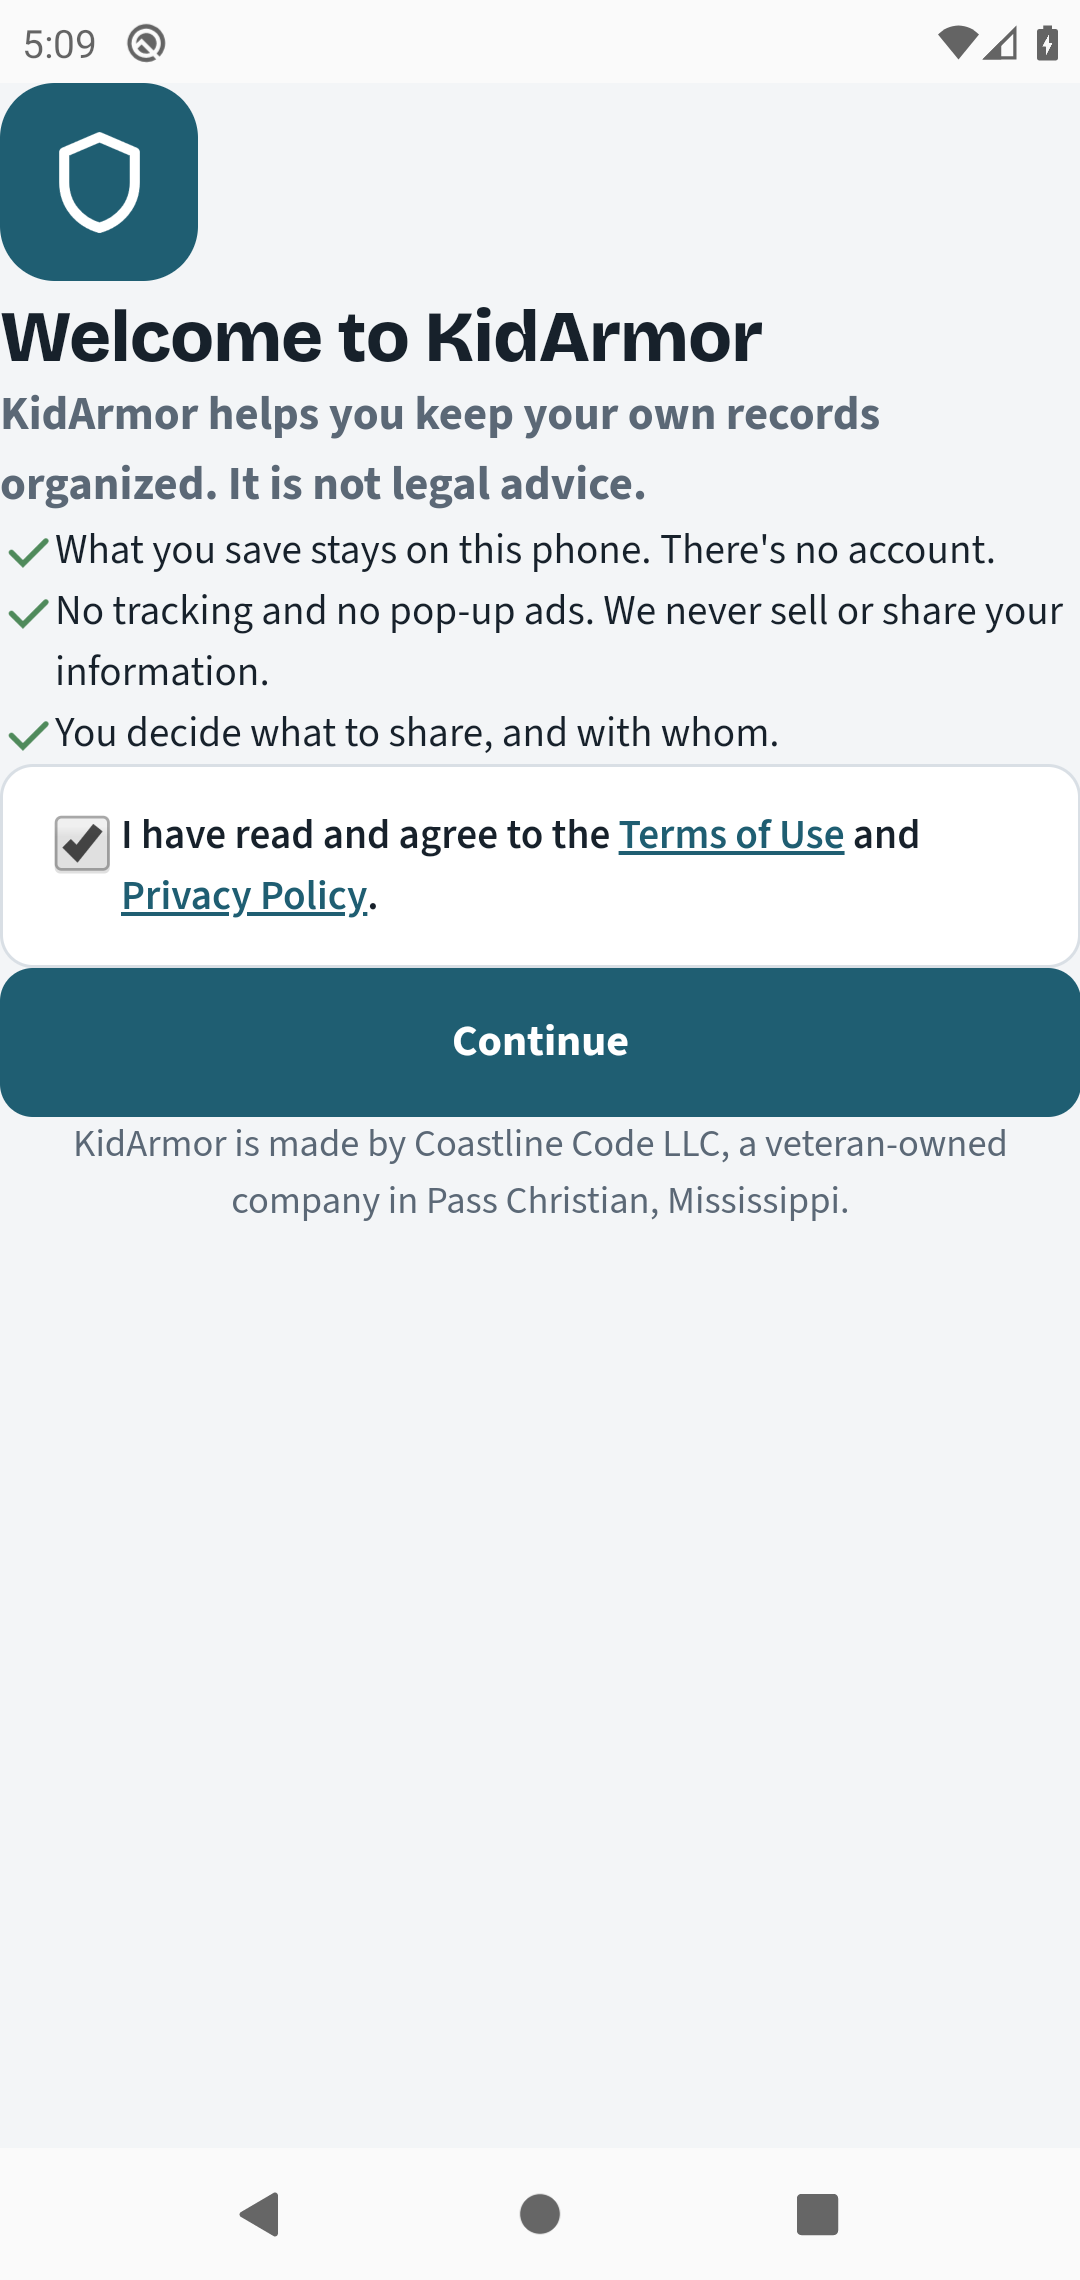 5:09
Welcome to KidArmor
KidArmor helps you keep your own records
organized. It is not legal advice.
What you save stays on this phone. There's no account.
No tracking and no pop-up ads. We never sell or share your
information.
You decide what to share, and with whom.
I have read and agree to the Terms of Use and
Privacy Policy.
Continue
KidArmor is made by Coastline Code LLC, a veteran-owned
company in Pass Christian, Mississippi.